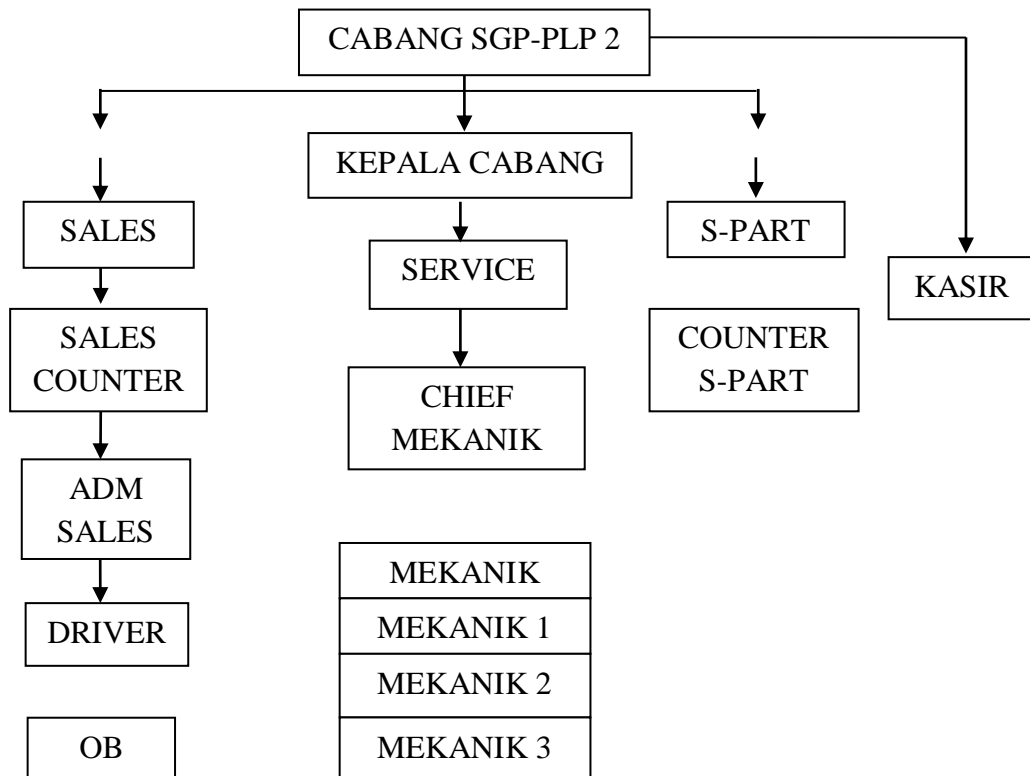 CABANG SGP-PLP 2
KEPALA CABANG
SALES
S-PART
SERVICE
KASIR
SALES
COUNTER
COUNTER
S-PART
CHIEF
MEKANIK
ADM
SALES
MEKANIK
DRIVER
MEKANIK 1
MEKANIK 2
OB
MEKANIK 3